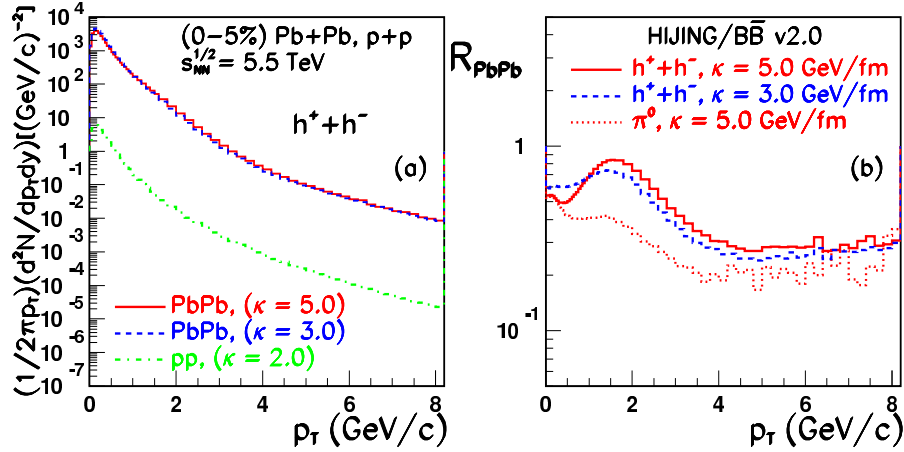 (1/2πp_T)(d²N/dp_Tdy)[(GeV/c)⁻²]
10⁴
10³
10²
10
1
10⁻¹
10⁻²
10⁻³
10⁻⁴
10⁻⁵
10⁻⁶
10⁻⁷
10
(0−5%) Pb+Pb, p+p
s_NN^1/2 = 5.5 TeV
h⁺+h⁻
(a)
PbPb, (κ = 5.0)
PbPb, (κ = 3.0)
pp, (κ = 2.0)
0 2 4 6 8
p_T (GeV/c)
R_PbPb
HIJING/BB̅ v2.0
h⁺+h⁻, κ = 5.0 GeV/fm
h⁺+h⁻, κ = 3.0 GeV/fm
π⁰, κ = 5.0 GeV/fm
1
(b)
10⁻¹
0 2 4 6 8
p_T (GeV/c)